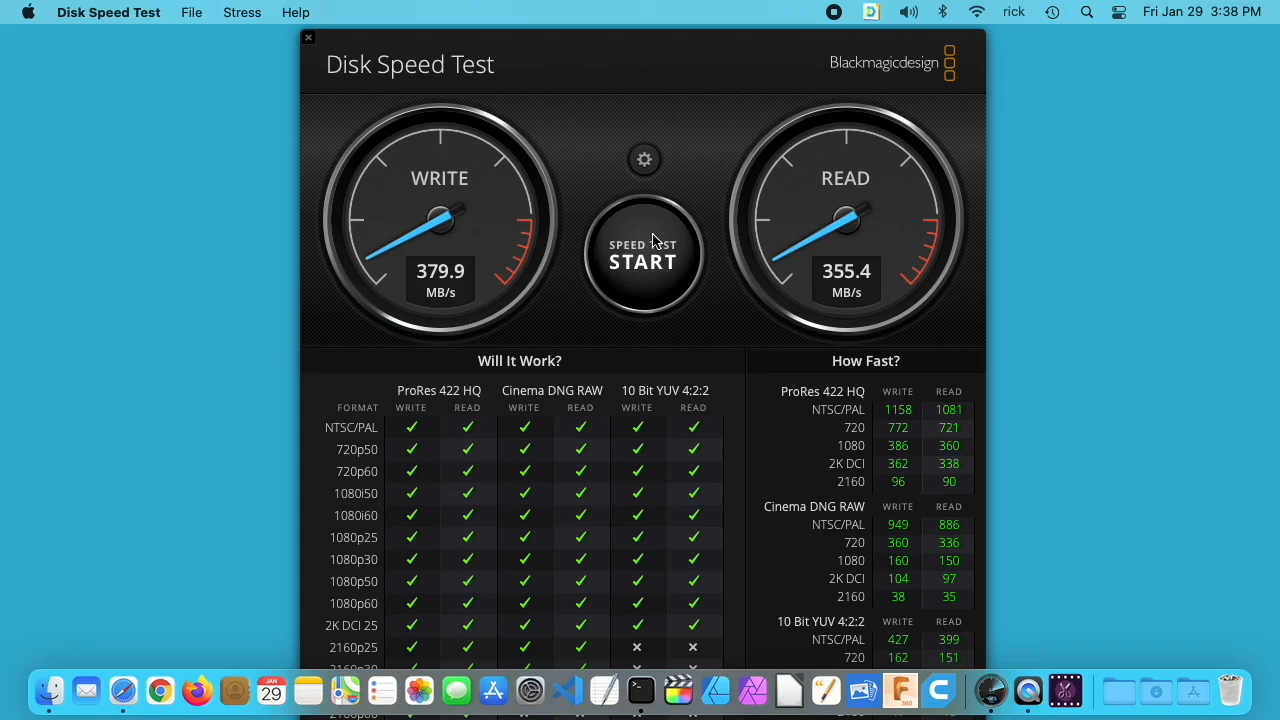 Disk Speed Test File Stress Help rick Fri Jan 29 3:38 PM
Disk Speed Test
Blackmagicdesign
WRITE
379.9
MB/s
SPEED TEST
START
READ
355.4
MB/s
Will It Work?
ProRes 422 HQ Cinema DNG RAW 10 Bit YUV 4:2:2
FORMAT WRITE READ WRITE READ WRITE READ
NTSC/PAL ✓ ✓ ✓ ✓ ✓ ✓
720p50 ✓ ✓ ✓ ✓ ✓ ✓
720p60 ✓ ✓ ✓ ✓ ✓ ✓
1080i50 ✓ ✓ ✓ ✓ ✓ ✓
1080i60 ✓ ✓ ✓ ✓ ✓ ✓
1080p25 ✓ ✓ ✓ ✓ ✓ ✓
1080p30 ✓ ✓ ✓ ✓ ✓ ✓
1080p50 ✓ ✓ ✓ ✓ ✓ ✓
1080p60 ✓ ✓ ✓ ✓ ✓ ✓
2K DCI 25 ✓ ✓ ✓ ✓ ✓ ✓
2160p25 ✓ ✓ ✓ ✓ × ×
How Fast?
ProRes 422 HQ WRITE READ
NTSC/PAL 1158 1081
720 772 721
1080 386 360
2K DCI 362 338
2160 96 90
Cinema DNG RAW WRITE READ
NTSC/PAL 949 886
720 360 336
1080 160 150
2K DCI 104 97
2160 38 35
10 Bit YUV 4:2:2 WRITE READ
NTSC/PAL 427 399
720 162 151
JAN
29
360